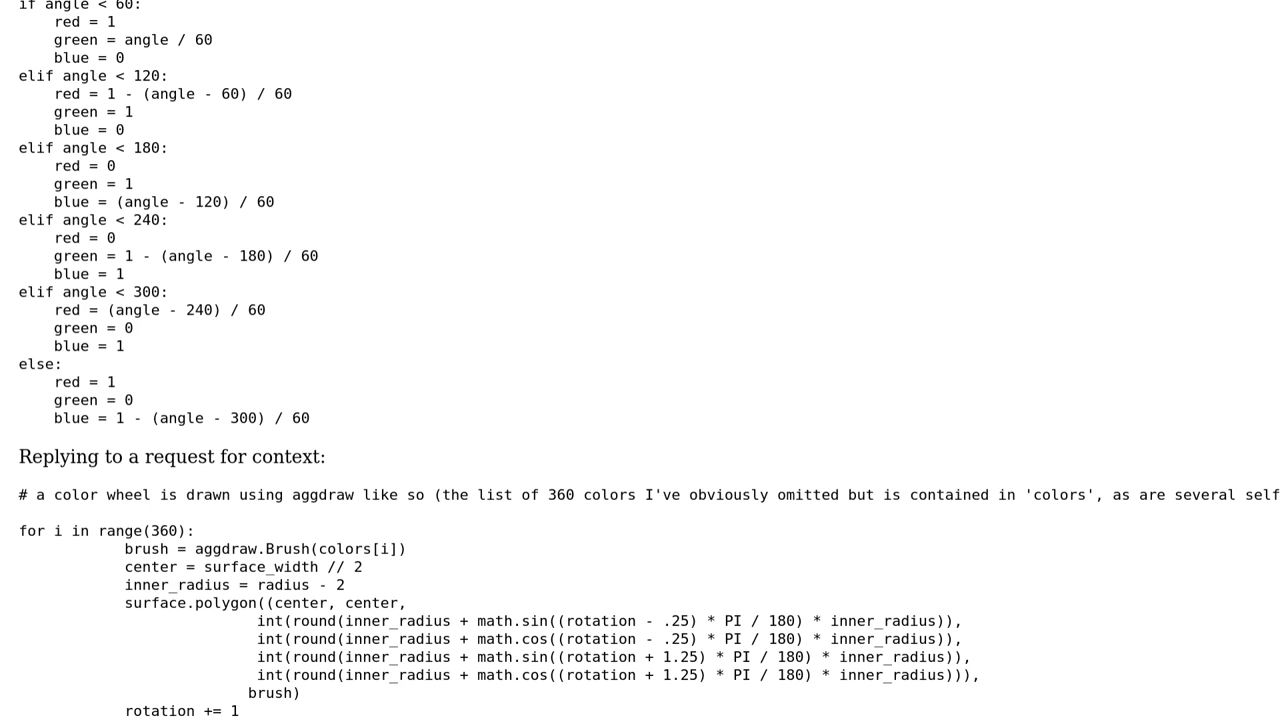 if angle < 60:
    red = 1
    green = angle / 60
    blue = 0
elif angle < 120:
    red = 1 - (angle - 60) / 60
    green = 1
    blue = 0
elif angle < 180:
    red = 0
    green = 1
    blue = (angle - 120) / 60
elif angle < 240:
    red = 0
    green = 1 - (angle - 180) / 60
    blue = 1
elif angle < 300:
    red = (angle - 240) / 60
    green = 0
    blue = 1
else:
    red = 1
    green = 0
    blue = 1 - (angle - 300) / 60
Replying to a request for context:
# a color wheel is drawn using aggdraw like so (the list of 360 colors I've obviously omitted but is contained in 'colors', as are several self
for i in range(360):
            brush = aggdraw.Brush(colors[i])
            center = surface_width // 2
            inner_radius = radius - 2
            surface.polygon((center, center,
                           int(round(inner_radius + math.sin((rotation - .25) * PI / 180) * inner_radius)),
                           int(round(inner_radius + math.cos((rotation - .25) * PI / 180) * inner_radius)),
                           int(round(inner_radius + math.sin((rotation + 1.25) * PI / 180) * inner_radius)),
                           int(round(inner_radius + math.cos((rotation + 1.25) * PI / 180) * inner_radius))),
                          brush)
            rotation += 1